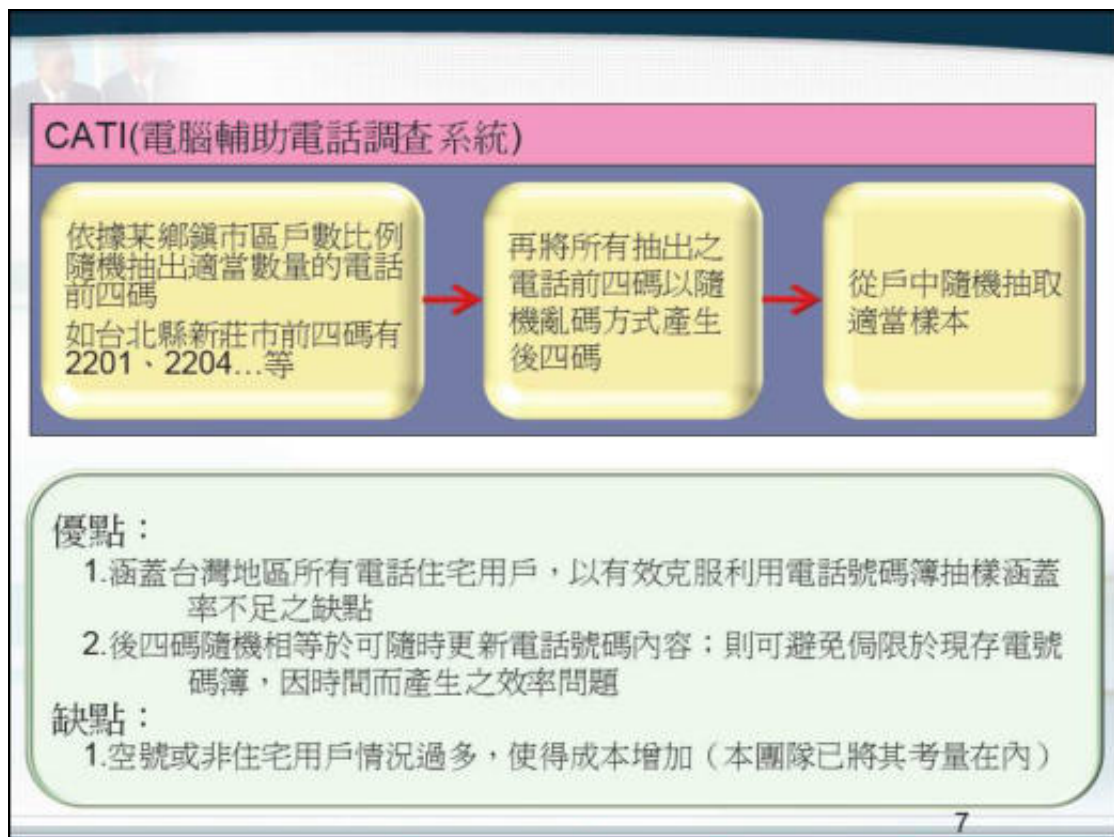 CATI(電腦輔助電話調查系統)
依據某鄉鎮市區戶數比例
隨機抽出適當數量的電話
前四碼
如台北縣新莊市前四碼有
2201、2204…等
再將所有抽出之
電話前四碼以隨
機亂碼方式產生
後四碼
從戶中隨機抽取
適當樣本
優點：
1.涵蓋台灣地區所有電話住宅用戶，以有效克服利用電話號碼簿抽樣涵蓋
率不足之缺點
2.後四碼隨機相等於可隨時更新電話號碼內容；則可避免侷限於現存電號
碼簿，因時間而產生之效率問題
缺點：
1.空號或非住宅用戶情況過多，使得成本增加（本團隊已將其考量在內）
7